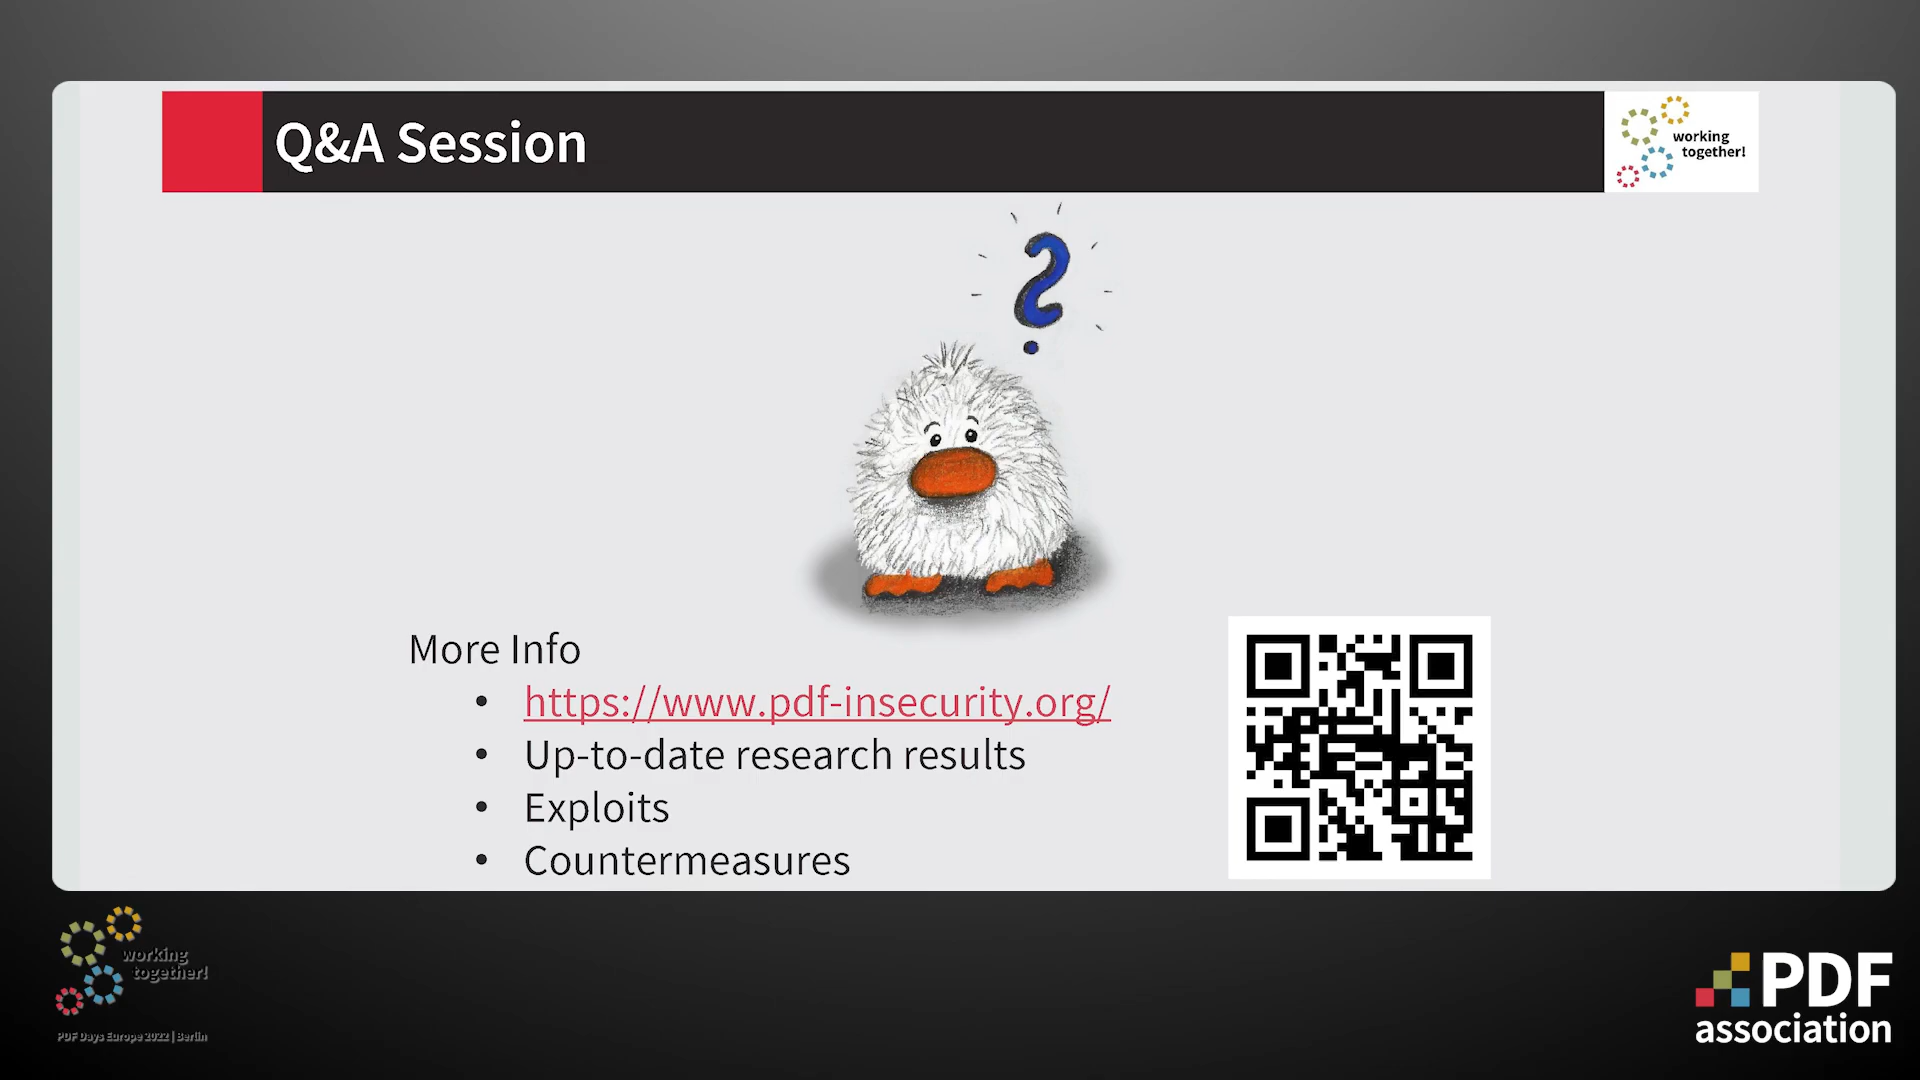 Q&A Session
working
together!
?
More Info
• https://www.pdf-insecurity.org/
• Up-to-date research results
• Exploits
• Countermeasures
working
together!
PDF Days Europe 2022 | Berlin
PDF
association